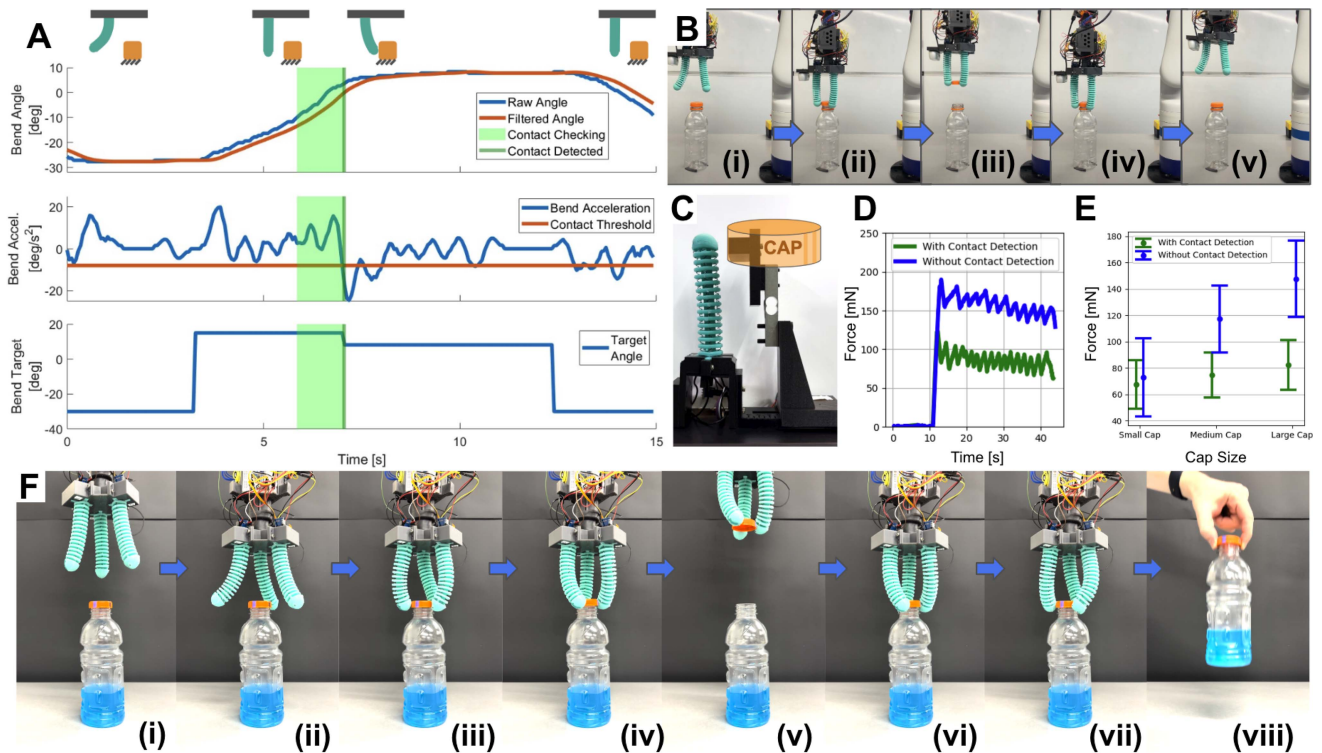 A
Bend Angle
[deg]
10
0
-10
-20
-30
Raw Angle
Filtered Angle
Contact Checking
Contact Detected
Bend Accel.
[deg/s²]
20
0
-20
Bend Acceleration
Contact Threshold
Bend Target
[deg]
20
0
-20
-40
Target
Angle
0
5
10
15
Time [s]
B
(i)
(ii)
(iii)
(iv)
(v)
C
CAP
D
Force [mN]
250
200
150
100
50
0
With Contact Detection
Without Contact Detection
0
10
20
30
40
Time [s]
E
Force [mN]
180
160
140
120
100
80
60
40
With Contact Detection
Without Contact Detection
Small Cap
Medium Cap
Large Cap
Cap Size
F
(i)
(ii)
(iii)
(iv)
(v)
(vi)
(vii)
(viii)